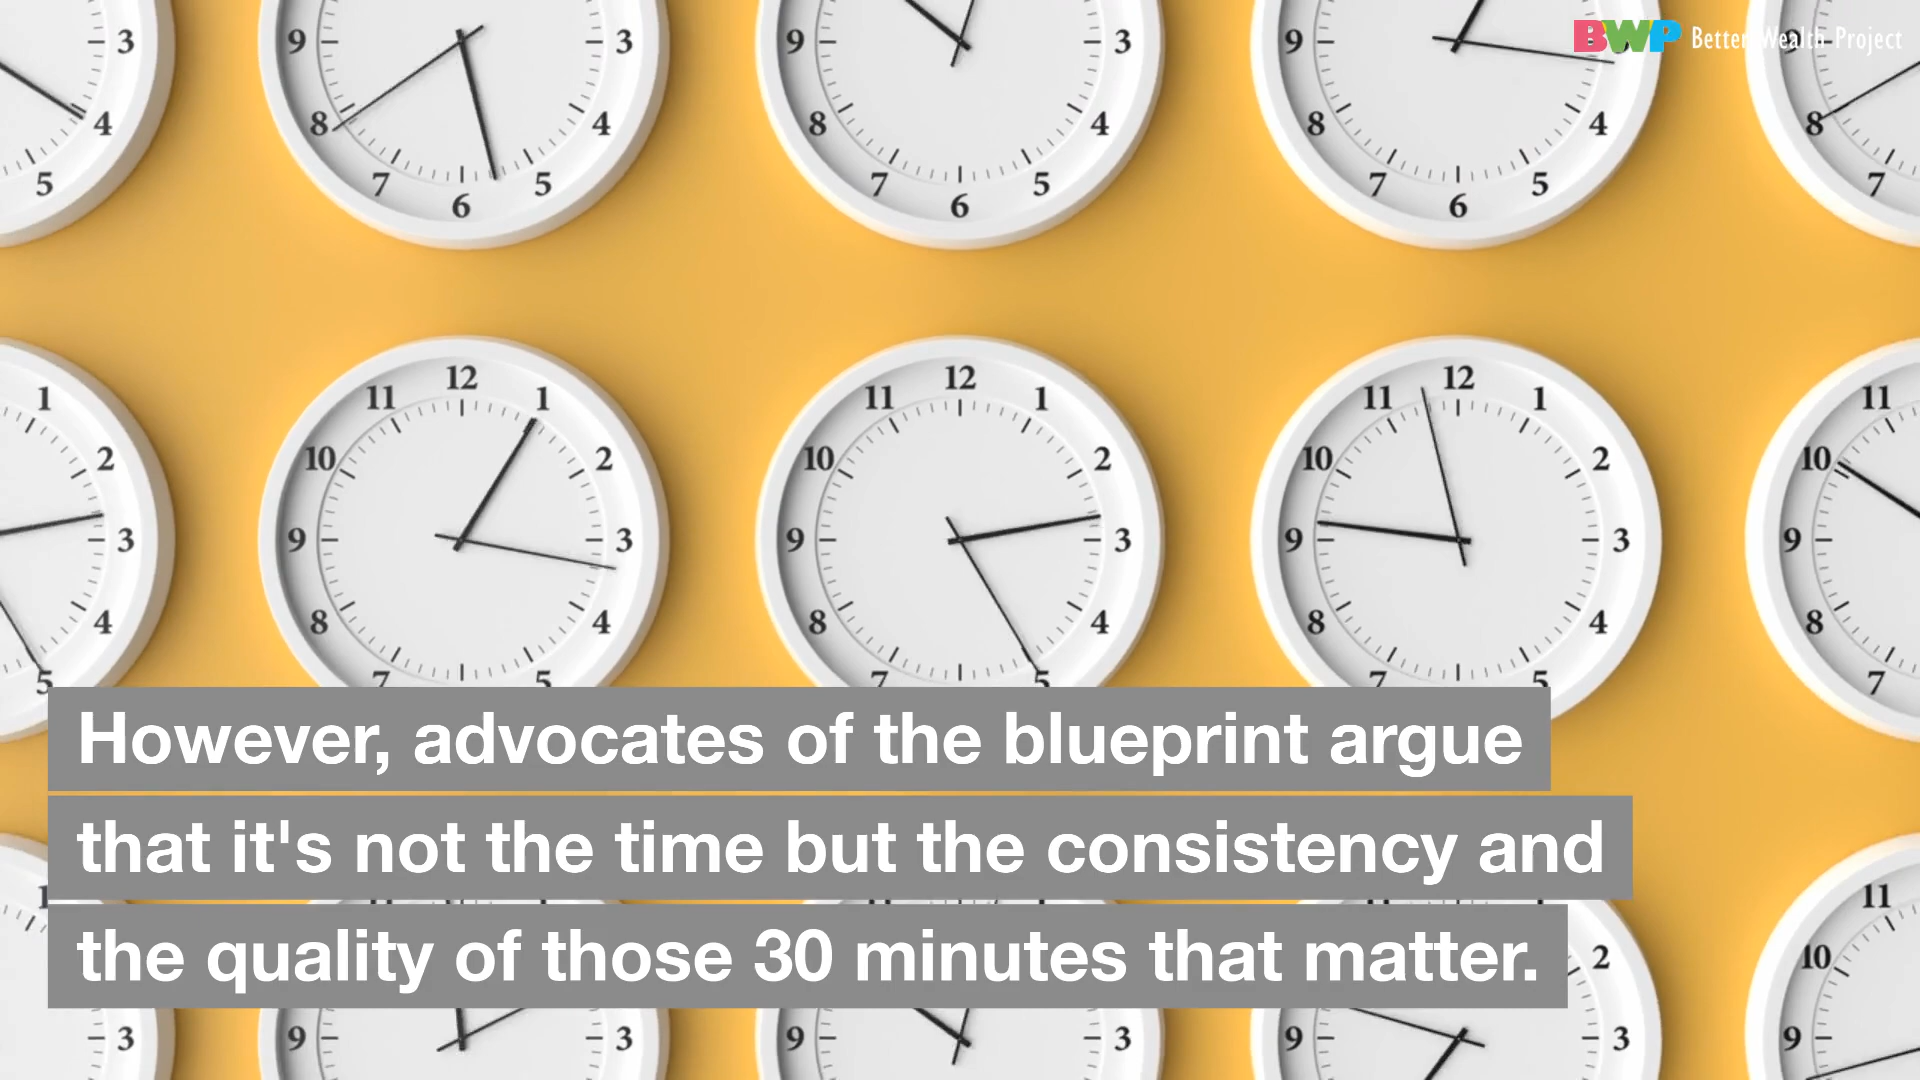 BWP Better Wealth Project
However, advocates of the blueprint argue
that it's not the time but the consistency and
the quality of those 30 minutes that matter.